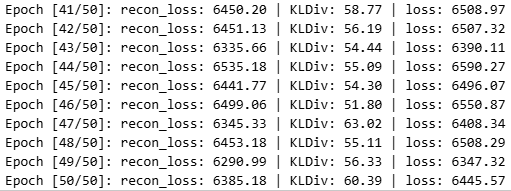 Epoch [41/50]: recon_loss: 6450.20 | KLDiv: 58.77 | loss: 6508.97
Epoch [42/50]: recon_loss: 6451.13 | KLDiv: 56.19 | loss: 6507.32
Epoch [43/50]: recon_loss: 6335.66 | KLDiv: 54.44 | loss: 6390.11
Epoch [44/50]: recon_loss: 6535.18 | KLDiv: 55.09 | loss: 6590.27
Epoch [45/50]: recon_loss: 6441.77 | KLDiv: 54.30 | loss: 6496.07
Epoch [46/50]: recon_loss: 6499.06 | KLDiv: 51.80 | loss: 6550.87
Epoch [47/50]: recon_loss: 6345.33 | KLDiv: 63.02 | loss: 6408.34
Epoch [48/50]: recon_loss: 6453.18 | KLDiv: 55.11 | loss: 6508.29
Epoch [49/50]: recon_loss: 6290.99 | KLDiv: 56.33 | loss: 6347.32
Epoch [50/50]: recon_loss: 6385.18 | KLDiv: 60.39 | loss: 6445.57